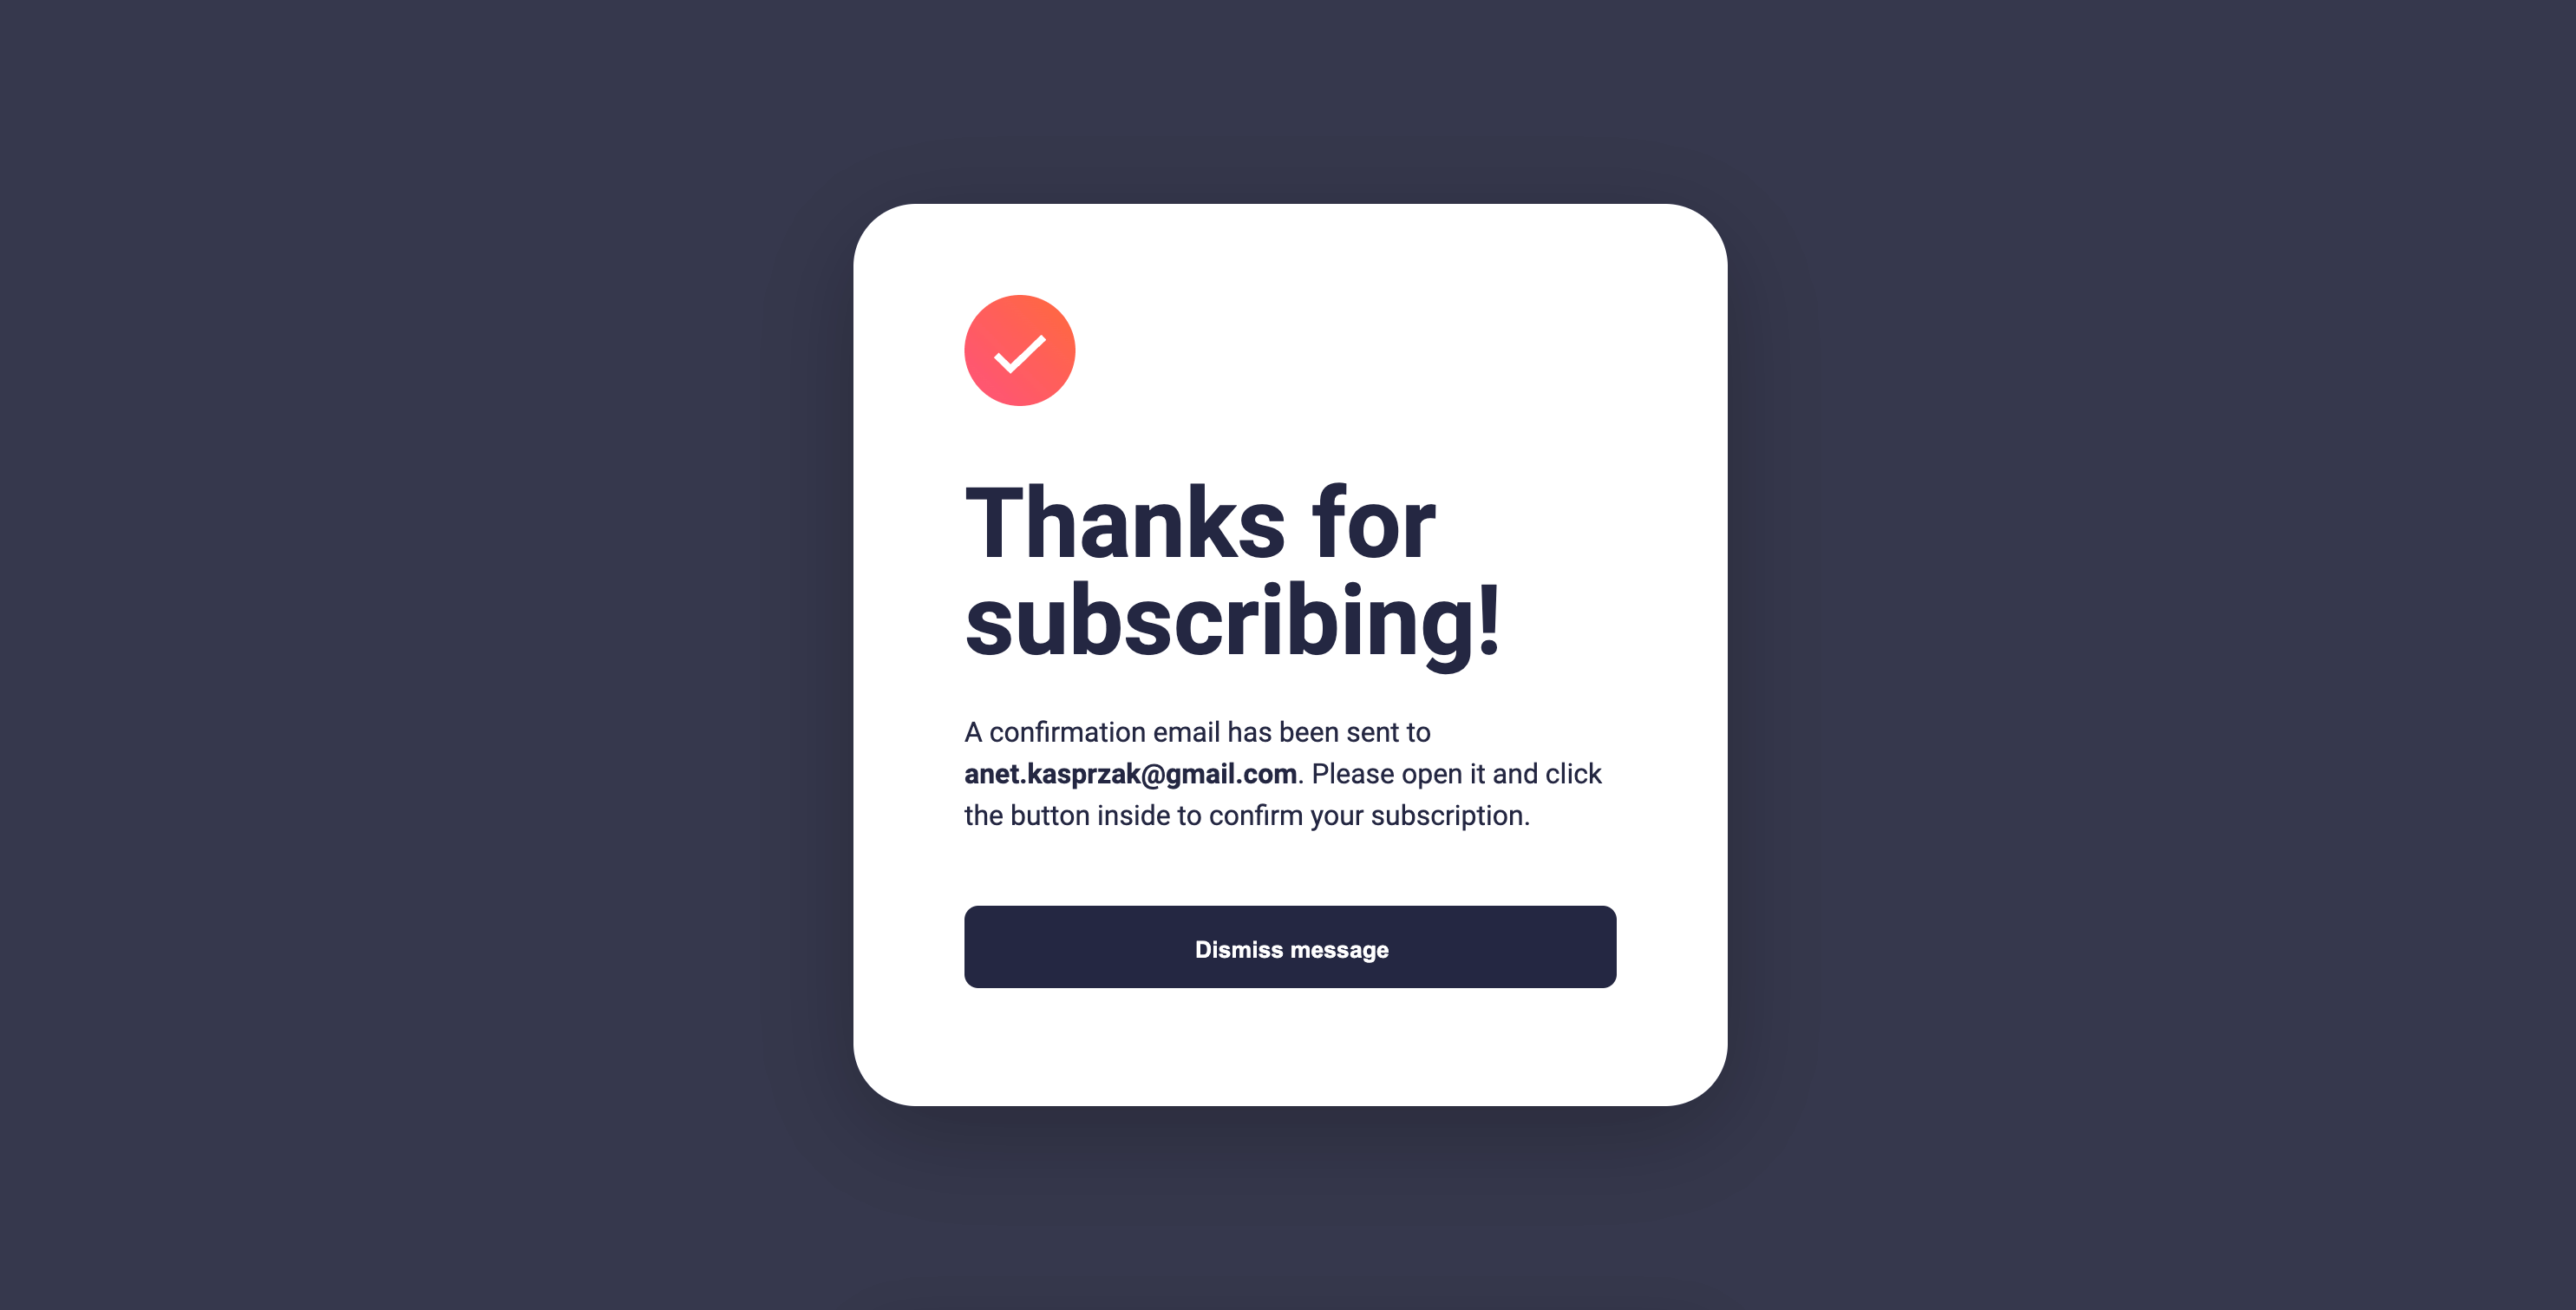 Thanks for
subscribing!
A confirmation email has been sent to
anet.kasprzak@gmail.com. Please open it and click
the button inside to confirm your subscription.
Dismiss message